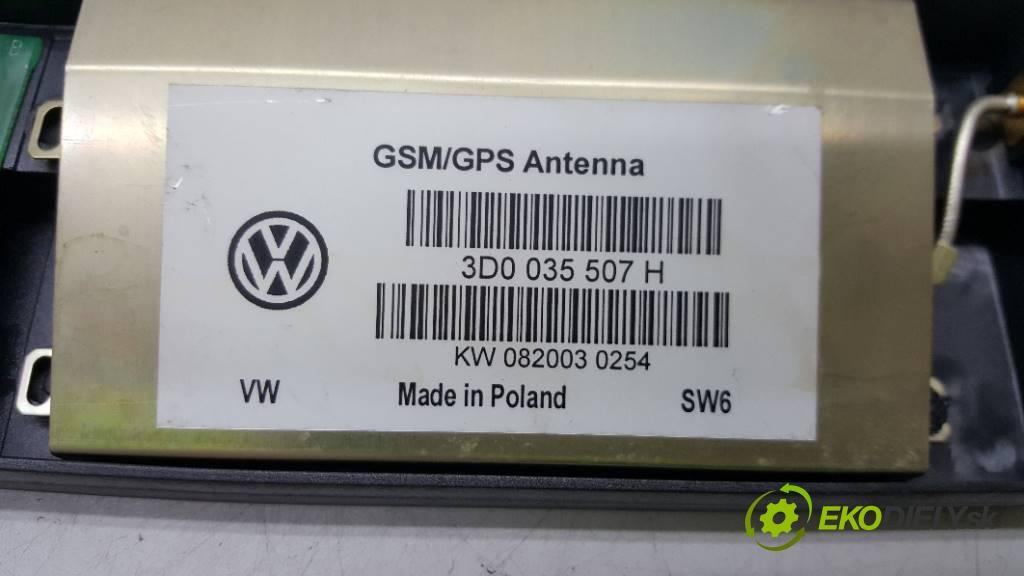 B
GSM/GPS Antenna
3D0 035 507 H
KW 082003 0254
VW Made in Poland SW6
EKODIELY.sk